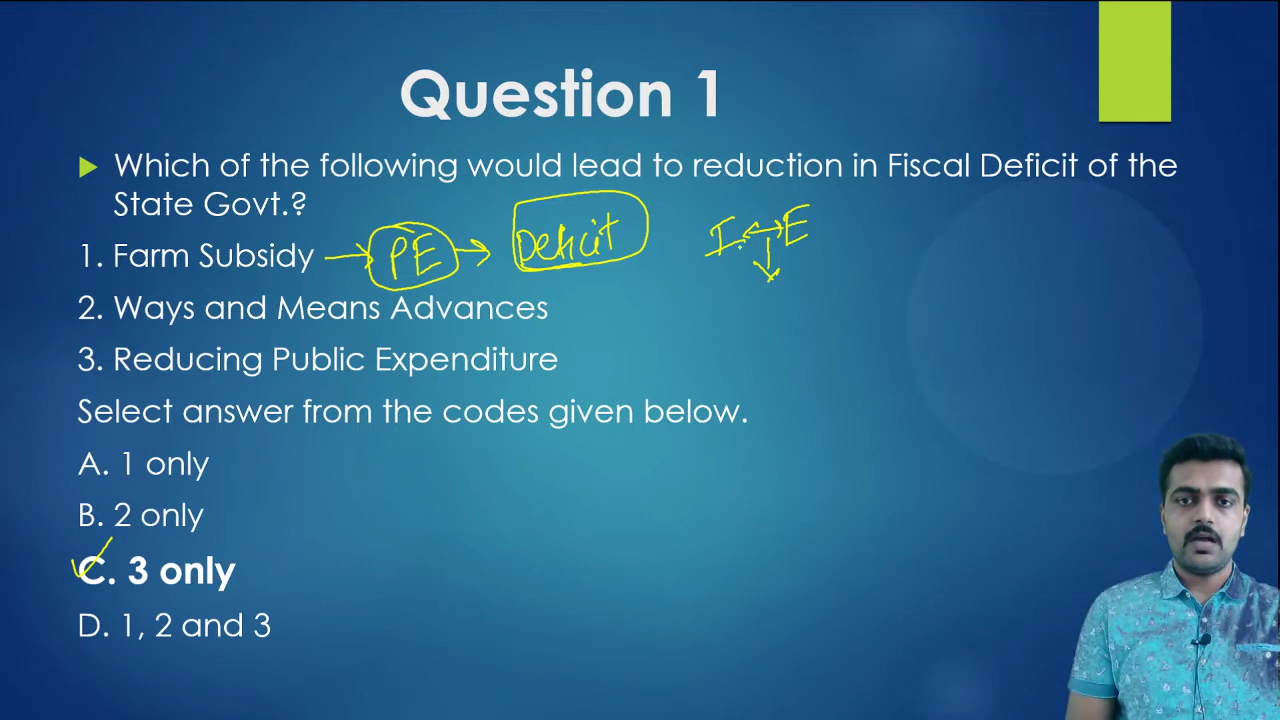 Question 1
Which of the following would lead to reduction in Fiscal Deficit of the
State Govt.?
1. Farm Subsidy → PE → Deficit I ↔ E
2. Ways and Means Advances
3. Reducing Public Expenditure
Select answer from the codes given below.
A. 1 only
B. 2 only
C. 3 only
D. 1, 2 and 3